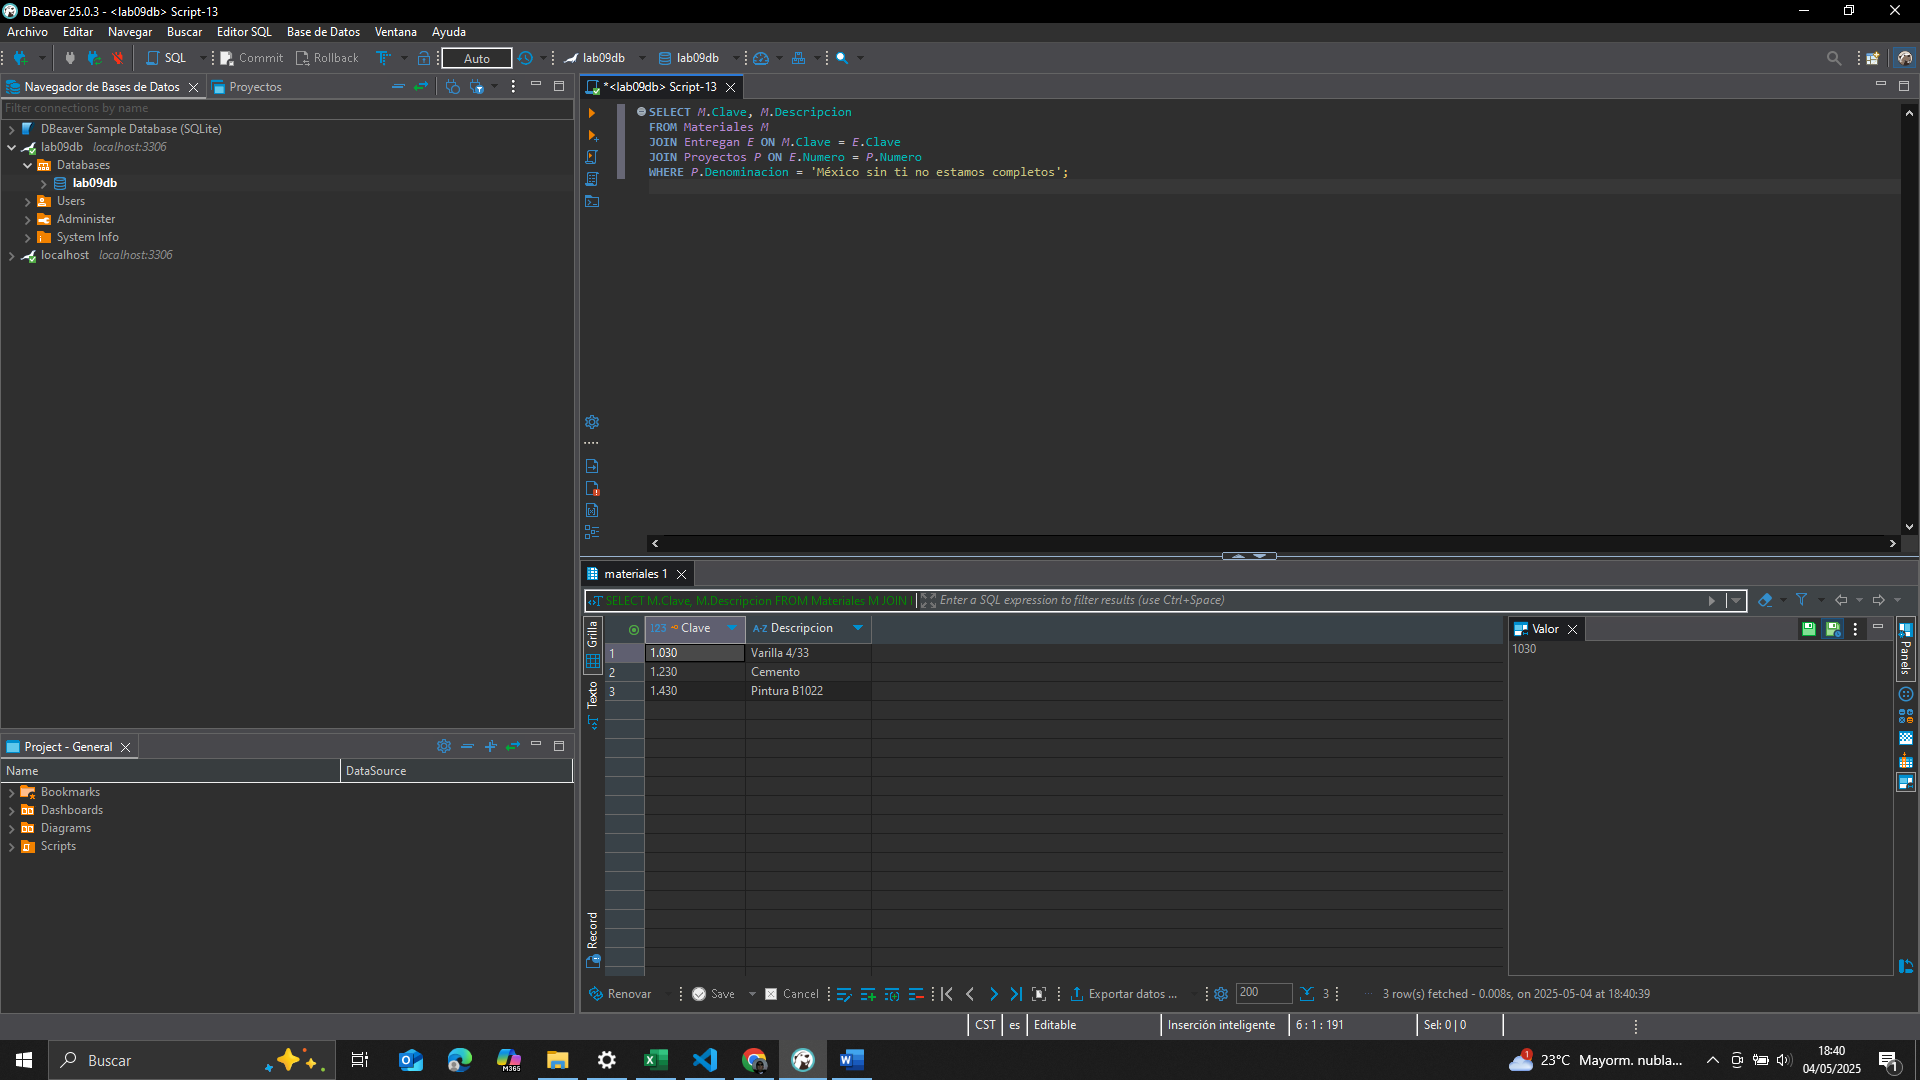 DBeaver 25.0.3 - <lab09db> Script-13
Archivo Editar Navegar Buscar Editor SQL Base de Datos Ventana Ayuda
SQL Commit Rollback Auto lab09db lab09db
Navegador de Bases de Datos Proyectos
Filter connections by name
DBeaver Sample Database (SQLite)
lab09db localhost:3306
Databases
lab09db
Users
Administer
System Info
localhost localhost:3306
*<lab09db> Script-13
SELECT M.Clave, M.Descripcion
FROM Materiales M
JOIN Entregan E ON M.Clave = E.Clave
JOIN Proyectos P ON E.Numero = P.Numero
WHERE P.Denominacion = 'México sin ti no estamos completos';
materiales 1
SELECT M.Clave, M.Descripcion FROM Materiales M JOIN Enter a SQL expression to filter results (use Ctrl+Space)
Grilla
Texto
Record
123 Clave A-Z Descripcion
1 1.030 Varilla 4/33
2 1.230 Cemento
3 1.430 Pintura B1022
Valor
1030
Panels
Renovar Save Cancel Exportar datos ... 200 3 3 row(s) fetched - 0.008s, on 2025-05-04 at 18:40:39
Project - General
Name DataSource
Bookmarks
Dashboards
Diagrams
Scripts
CST es Editable Inserción inteligente 6 : 1 : 191 Sel: 0 | 0
Buscar
M365
1
23°C Mayorm. nubla...
18:40
04/05/2025
1